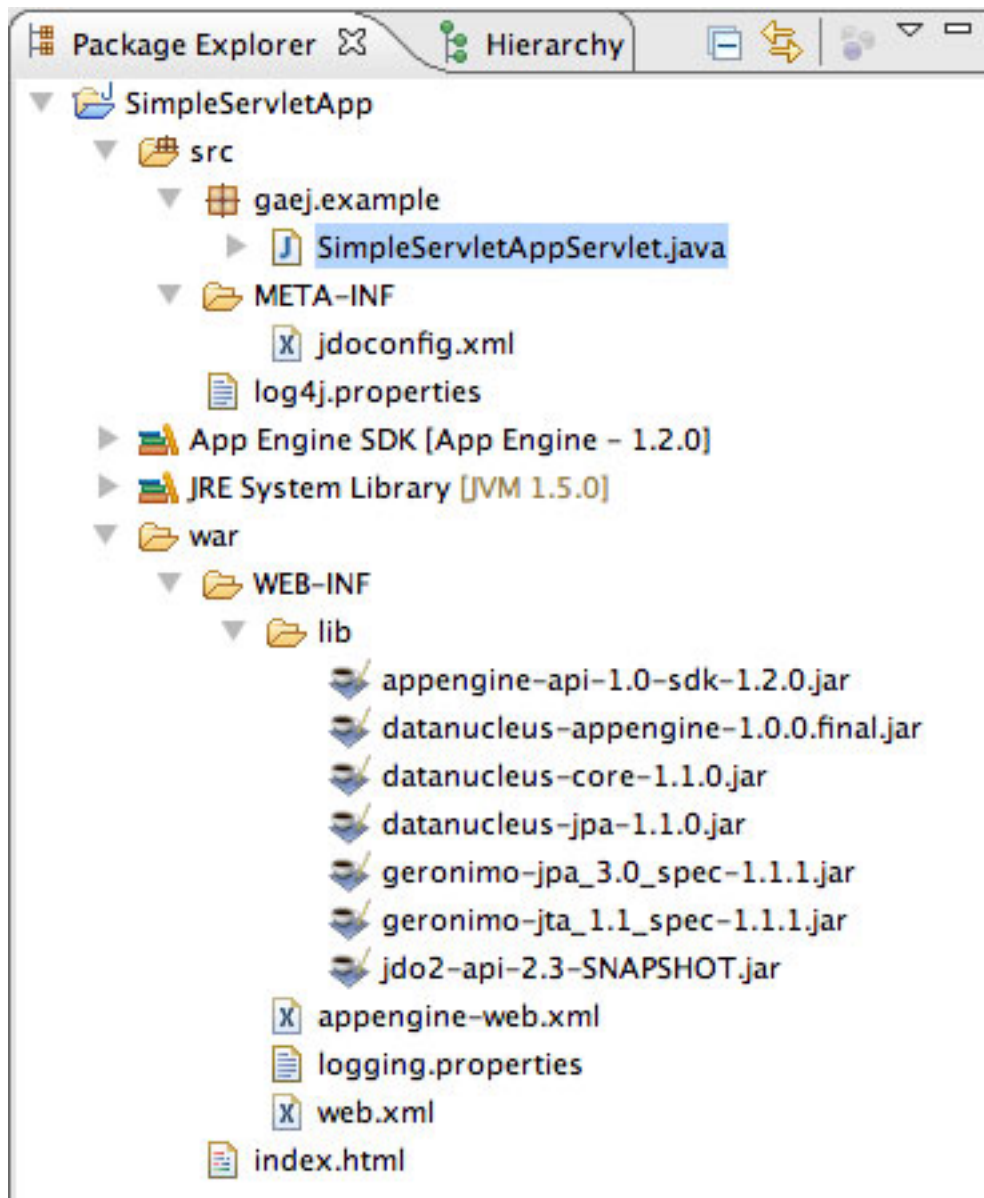 Package Explorer Hierarchy
SimpleServletApp
src
gaej.example
SimpleServletAppServlet.java
META-INF
jdoconfig.xml
log4j.properties
App Engine SDK [App Engine - 1.2.0]
JRE System Library [JVM 1.5.0]
war
WEB-INF
lib
appengine-api-1.0-sdk-1.2.0.jar
datanucleus-appengine-1.0.0.final.jar
datanucleus-core-1.1.0.jar
datanucleus-jpa-1.1.0.jar
geronimo-jpa_3.0_spec-1.1.1.jar
geronimo-jta_1.1_spec-1.1.1.jar
jdo2-api-2.3-SNAPSHOT.jar
appengine-web.xml
logging.properties
web.xml
index.html